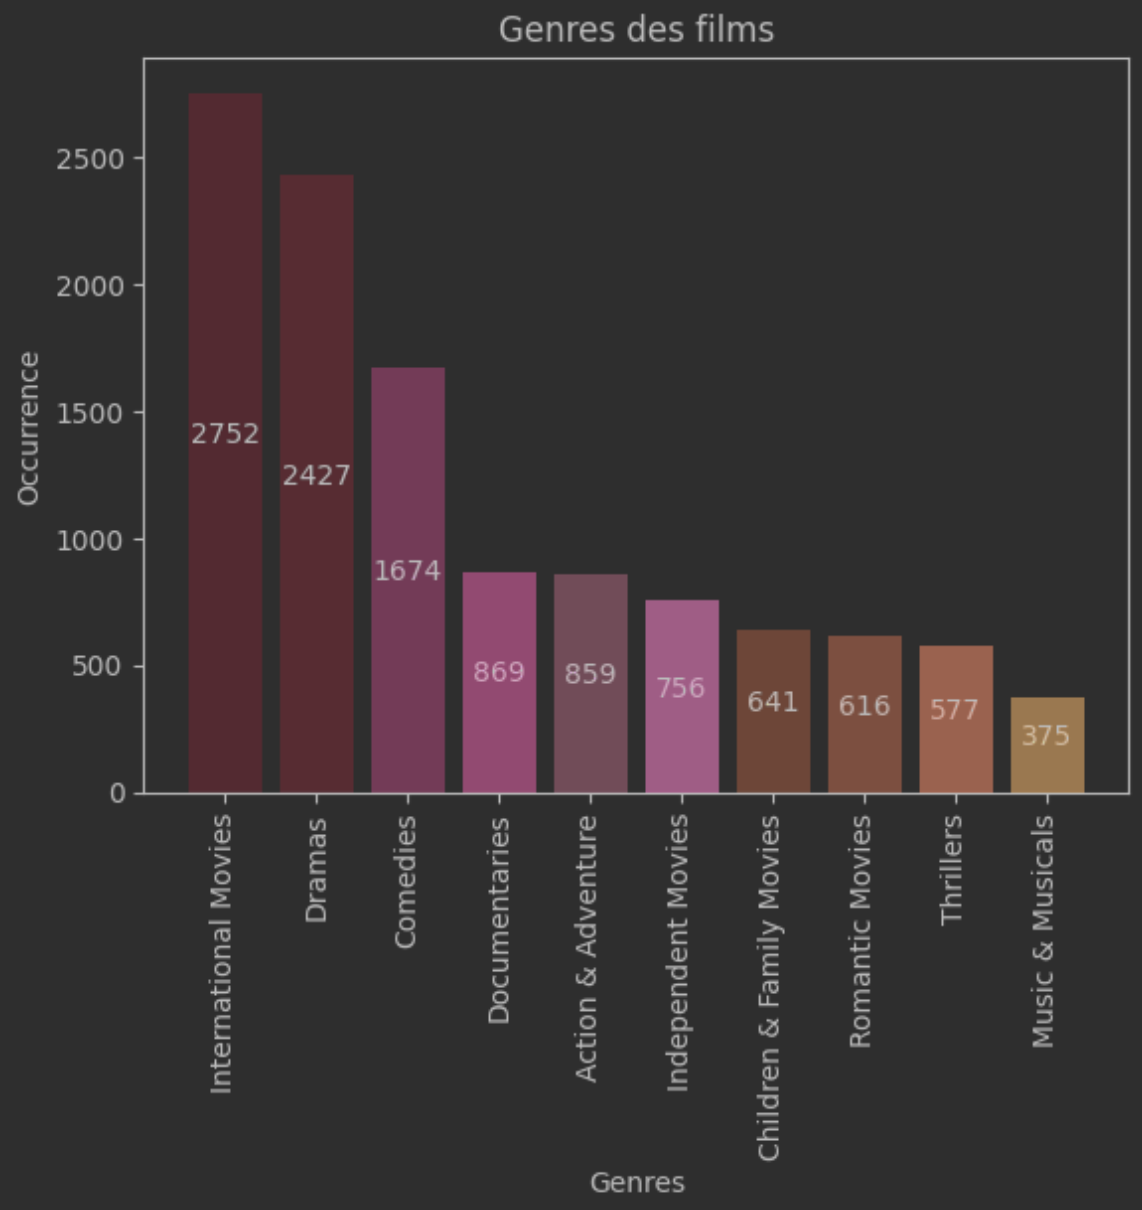 Genres des films
Occurrence
2500
2000
1500
1000
500
0
2752
2427
1674
869
859
756
641
616
577
375
International Movies
Dramas
Comedies
Documentaries
Action & Adventure
Independent Movies
Children & Family Movies
Romantic Movies
Thrillers
Music & Musicals
Genres